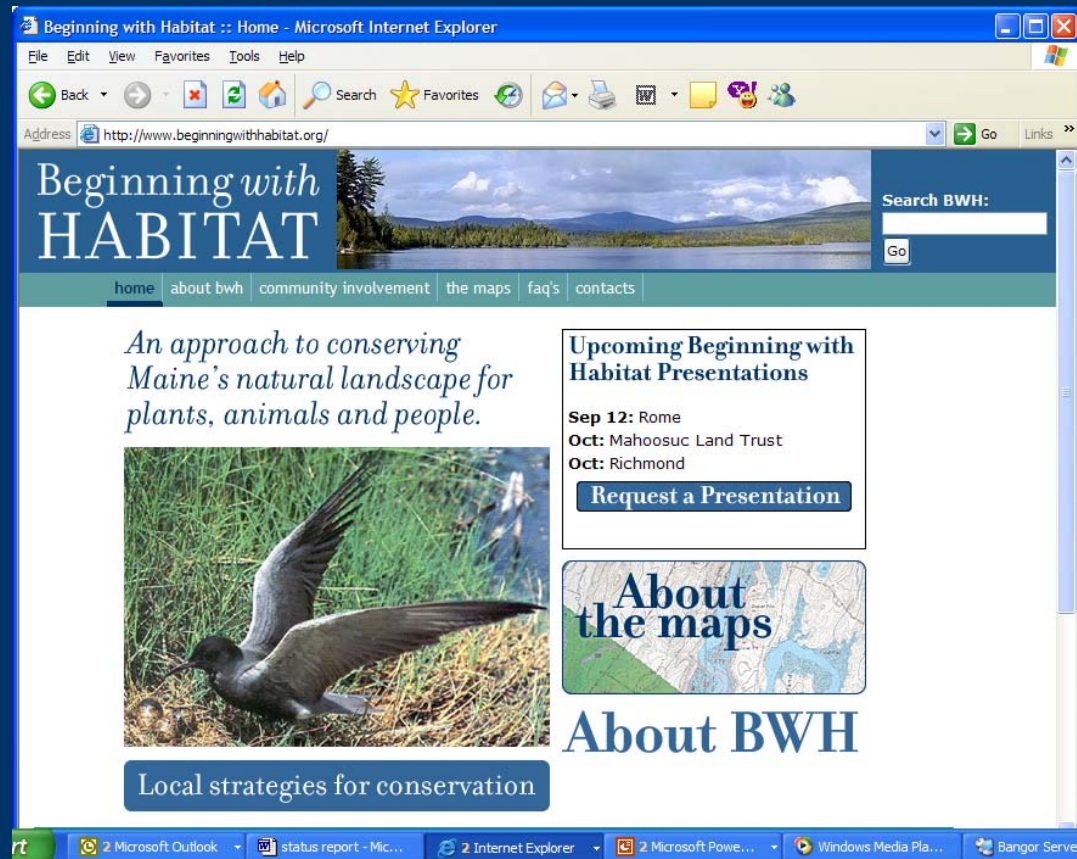 Beginning with Habitat :: Home - Microsoft Internet Explorer
File Edit View Favorites Tools Help
Back Search Favorites
Address http://www.beginningwithhabitat.org/ Go Links »
Beginning with
HABITAT
Search BWH:
Go
home about bwh community involvement the maps faq's contacts
An approach to conserving
Maine's natural landscape for
plants, animals and people.
Upcoming Beginning with
Habitat Presentations
Sep 12: Rome
Oct: Mahoosuc Land Trust
Oct: Richmond
Request a Presentation
About
the maps
About BWH
Local strategies for conservation
rt 2 Microsoft Outlook status report - Mic... 2 Internet Explorer 2 Microsoft Powe... Windows Media Pla... Bangor Serve